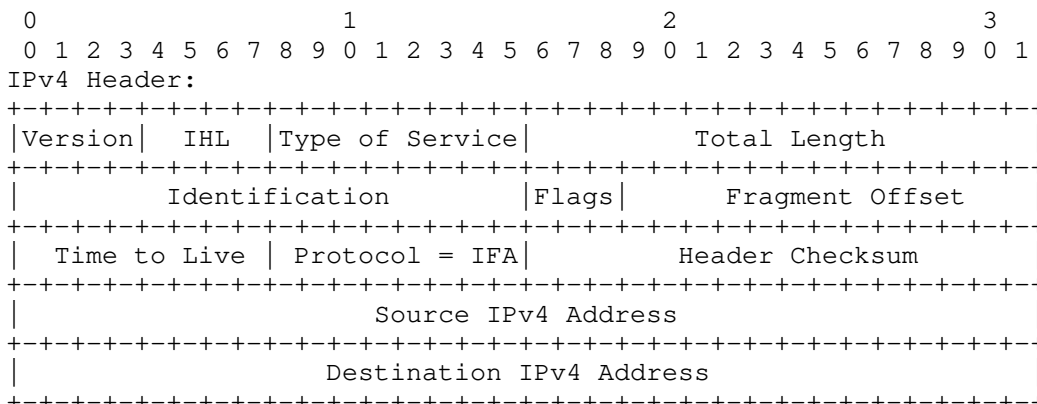 0                   1                   2                   3
0 1 2 3 4 5 6 7 8 9 0 1 2 3 4 5 6 7 8 9 0 1 2 3 4 5 6 7 8 9 0 1
IPv4 Header:
+-+-+-+-+-+-+-+-+-+-+-+-+-+-+-+-+-+-+-+-+-+-+-+-+-+-+-+-+-+-+-+--
|Version|  IHL  |Type of Service|          Total Length
+-+-+-+-+-+-+-+-+-+-+-+-+-+-+-+-+-+-+-+-+-+-+-+-+-+-+-+-+-+-+-+--
|         Identification        |Flags|      Fragment Offset
+-+-+-+-+-+-+-+-+-+-+-+-+-+-+-+-+-+-+-+-+-+-+-+-+-+-+-+-+-+-+-+--
|  Time to Live | Protocol = IFA|         Header Checksum
+-+-+-+-+-+-+-+-+-+-+-+-+-+-+-+-+-+-+-+-+-+-+-+-+-+-+-+-+-+-+-+--
|                      Source IPv4 Address
+-+-+-+-+-+-+-+-+-+-+-+-+-+-+-+-+-+-+-+-+-+-+-+-+-+-+-+-+-+-+-+--
|                   Destination IPv4 Address
+-+-+-+-+-+-+-+-+-+-+-+-+-+-+-+-+-+-+-+-+-+-+-+-+-+-+-+-+-+-+-+--